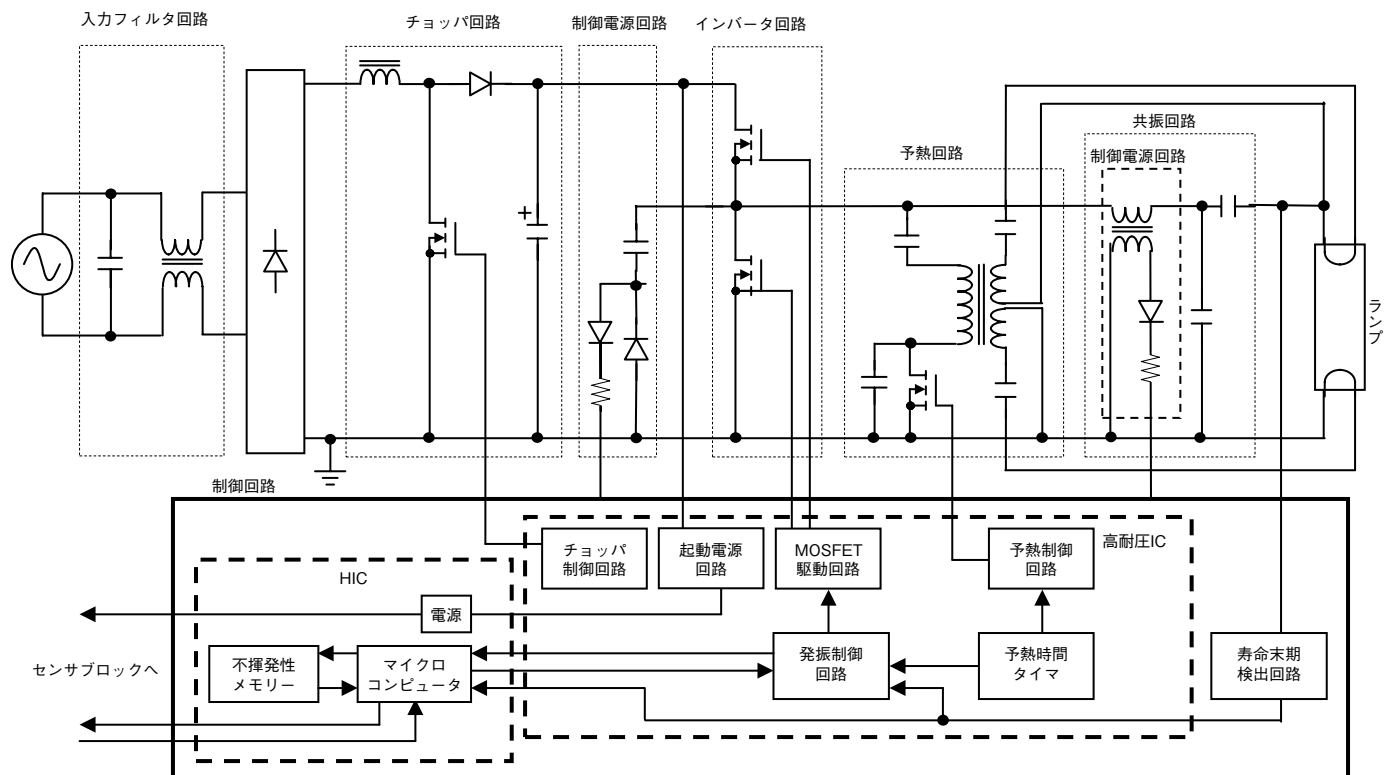 入力フィルタ回路
チョッパ回路
制御電源回路
インバータ回路
共振回路
予熱回路
制御電源回路
+
ランプ
制御回路
高耐圧IC
チョッパ
制御回路
起動電源
回路
MOSFET
駆動回路
予熱制御
回路
HIC
電源
センサブロックへ
不揮発性
メモリー
マイクロ
コンピュータ
発振制御
回路
予熱時間
タイマ
寿命末期
検出回路